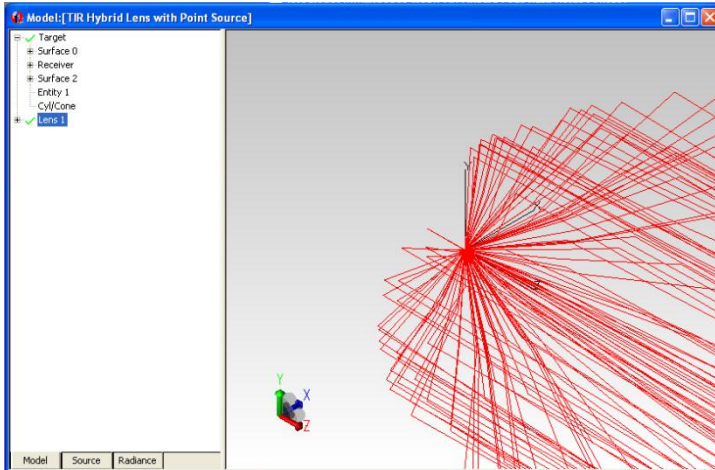 Model:[TIR Hybrid Lens with Point Source]
Target
Surface 0
Receiver
Surface 2
Entity 1
Cyl/Cone
Lens 1
Y
X
Z
Y
X
Z
Model Source Radiance